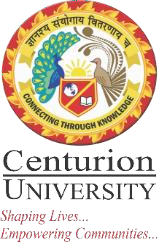 ज्ञानस्य संयोगाय वितरणाय च
CONNECTING THROUGH KNOWLEDGE
Centurion
UNIVERSITY
Shaping Lives...
Empowering Communities...